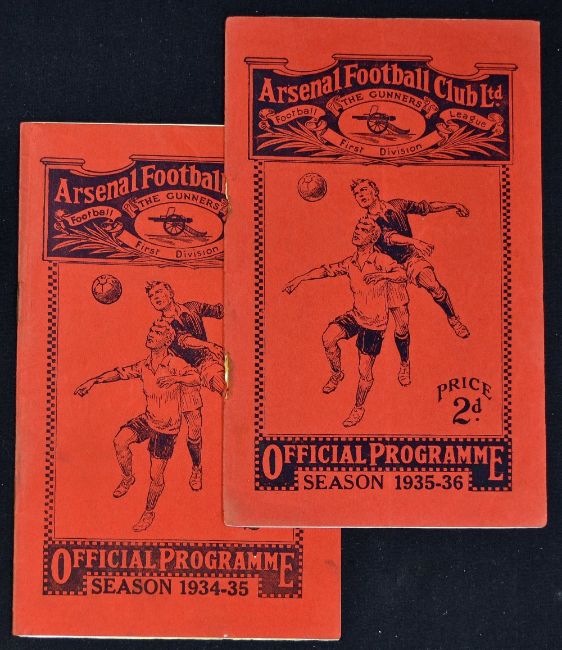 Arsenal Football Club Ltd.
THE GUNNERS
Football League
First Division
PRICE
2d.
OFFICIAL PROGRAMME
SEASON 1935-36
Arsenal Football
THE GUNNERS
Football
First Division
OFFICIAL PROGRAMME
SEASON 1934-35